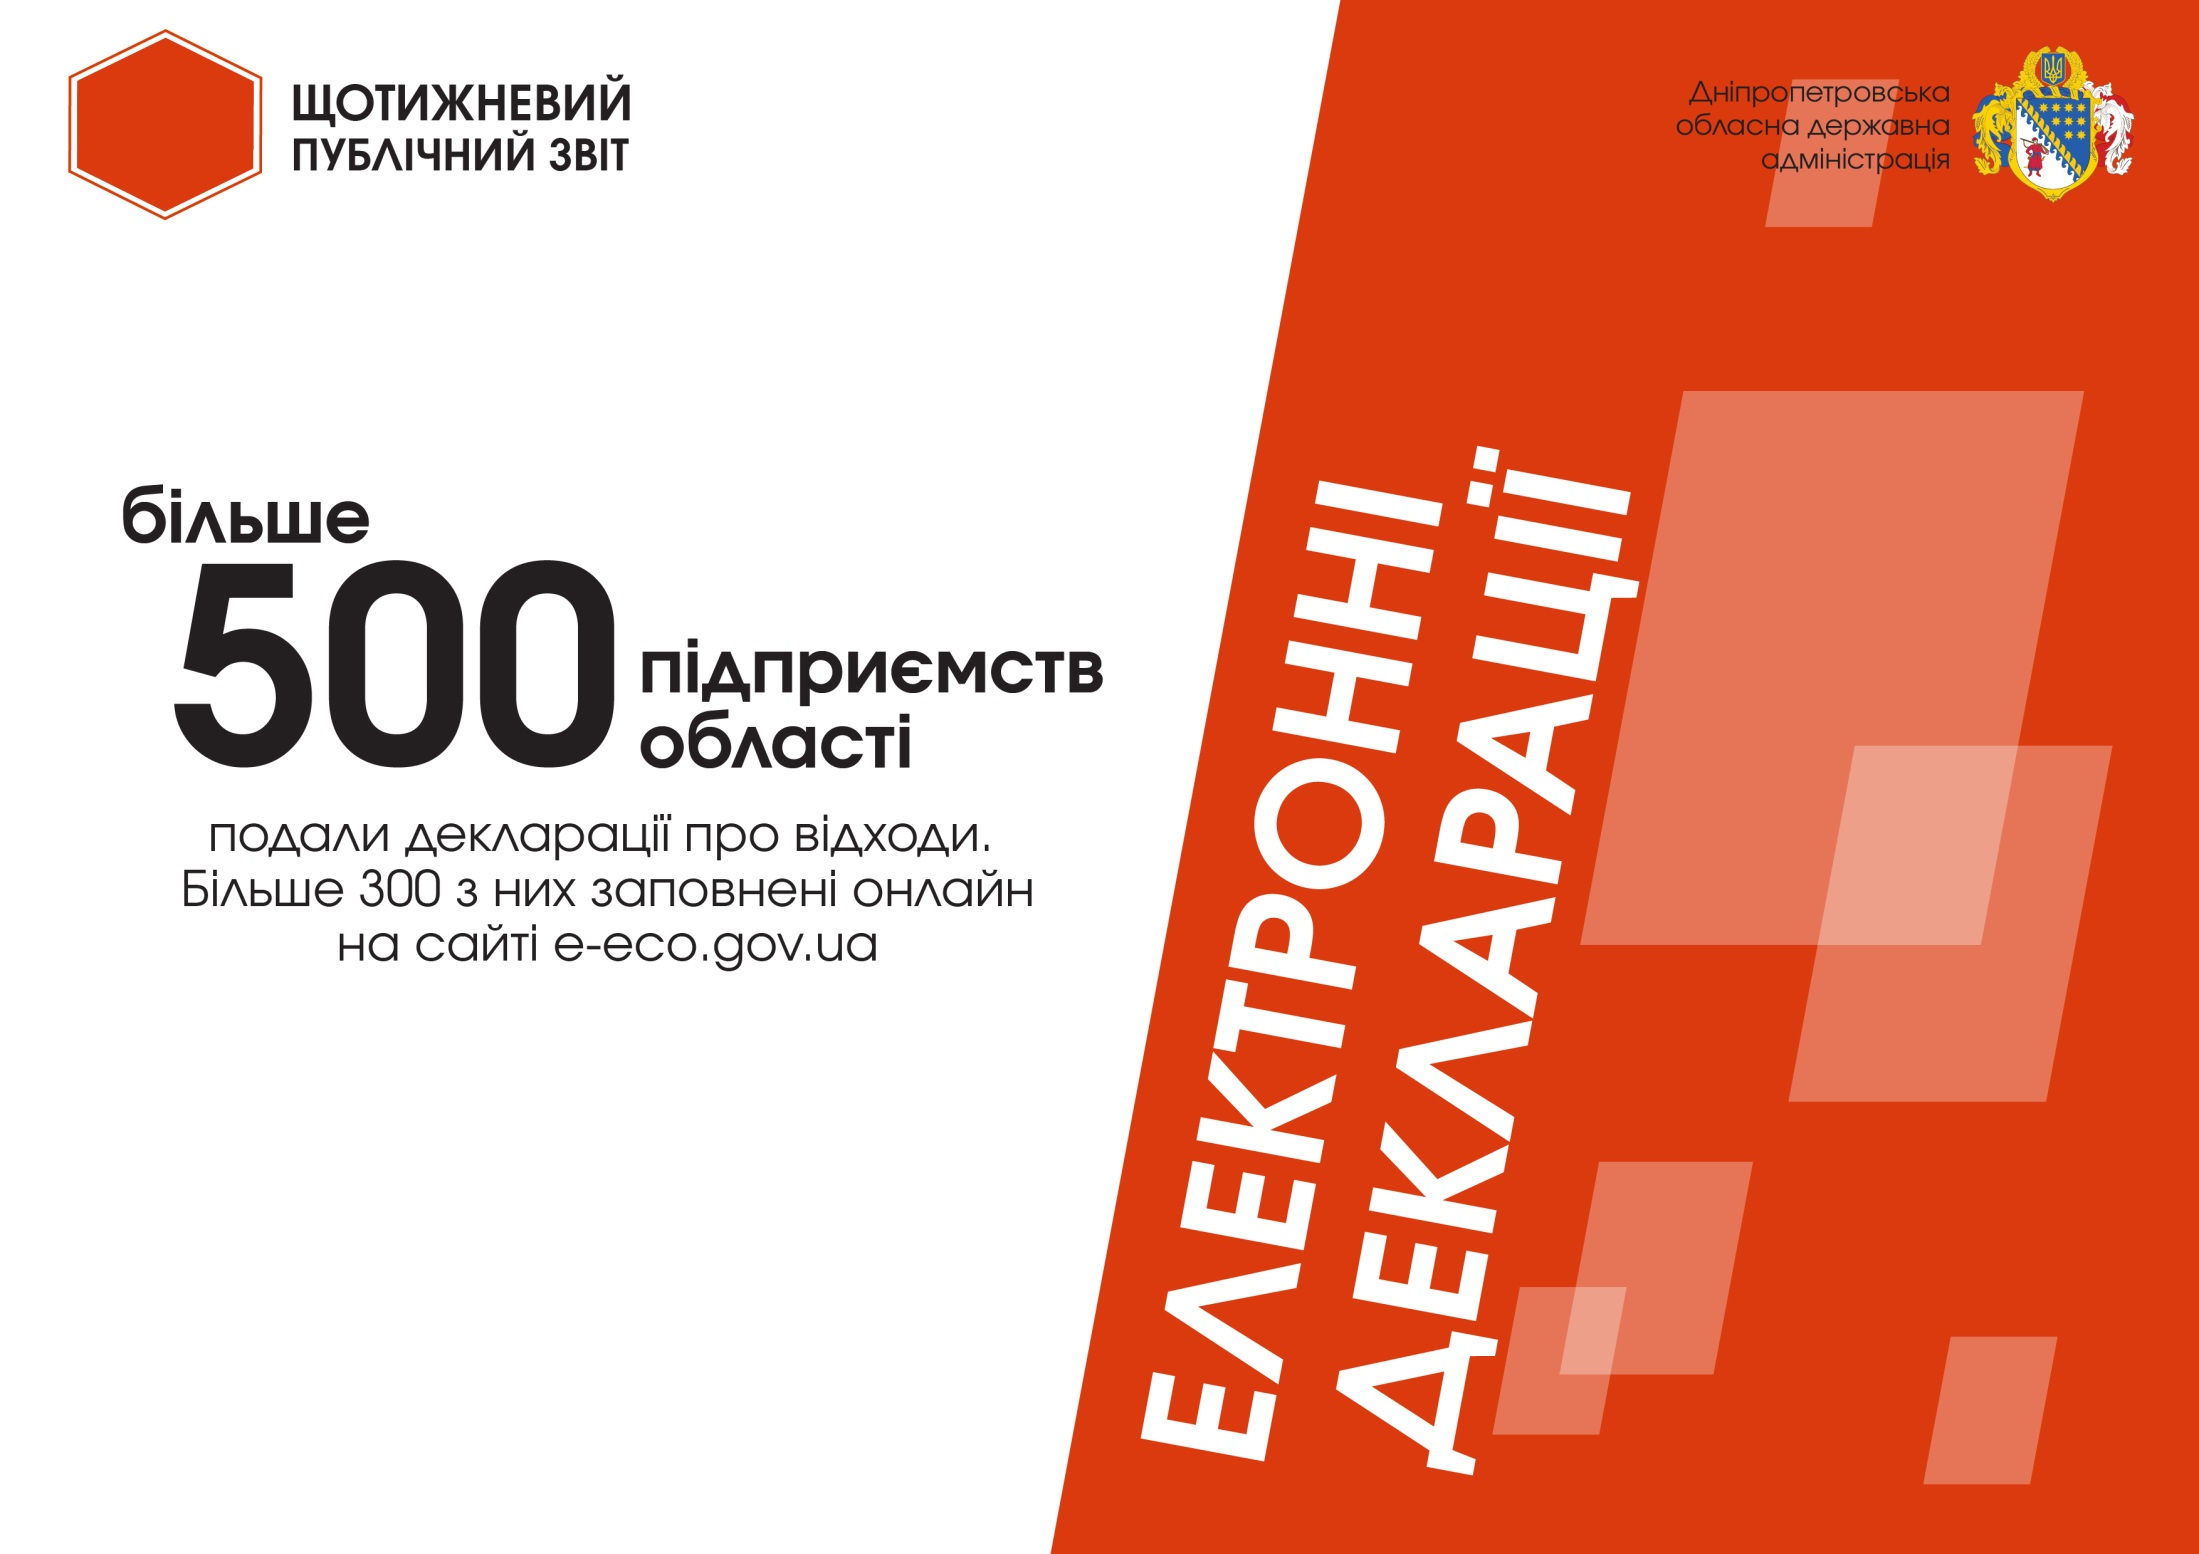 ЩОТИЖНЕВИЙ
ПУБЛІЧНИЙ ЗВІТ
Дніпропетровська
обласна державна
адміністрація
більше
500
підприємств
області
подали декларації про відходи.
Більше 300 з них заповнені онлайн
на сайті e-eco.gov.ua
ЕЛЕКТРОННІ
ДЕКЛАРАЦІЇ